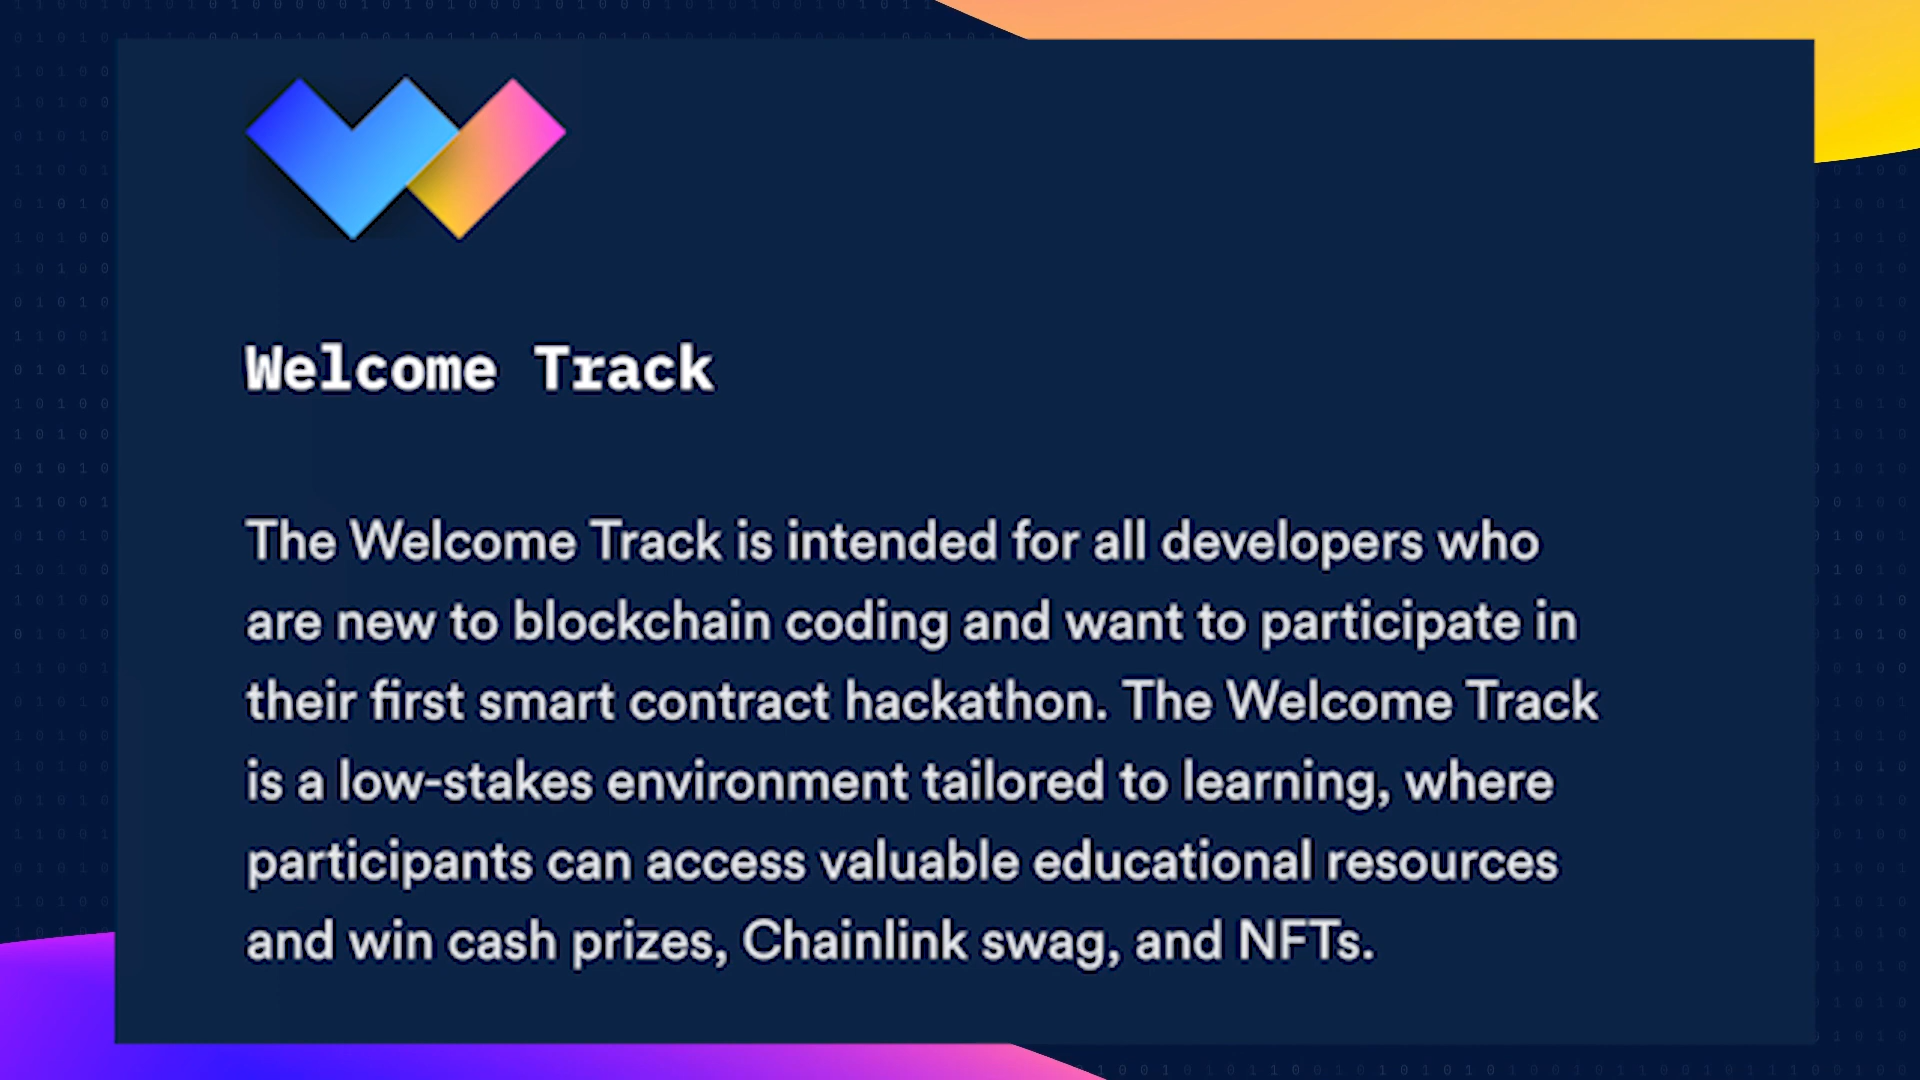 Welcome Track
The Welcome Track is intended for all developers who
are new to blockchain coding and want to participate in
their first smart contract hackathon. The Welcome Track
is a low-stakes environment tailored to learning, where
participants can access valuable educational resources
and win cash prizes, Chainlink swag, and NFTs.